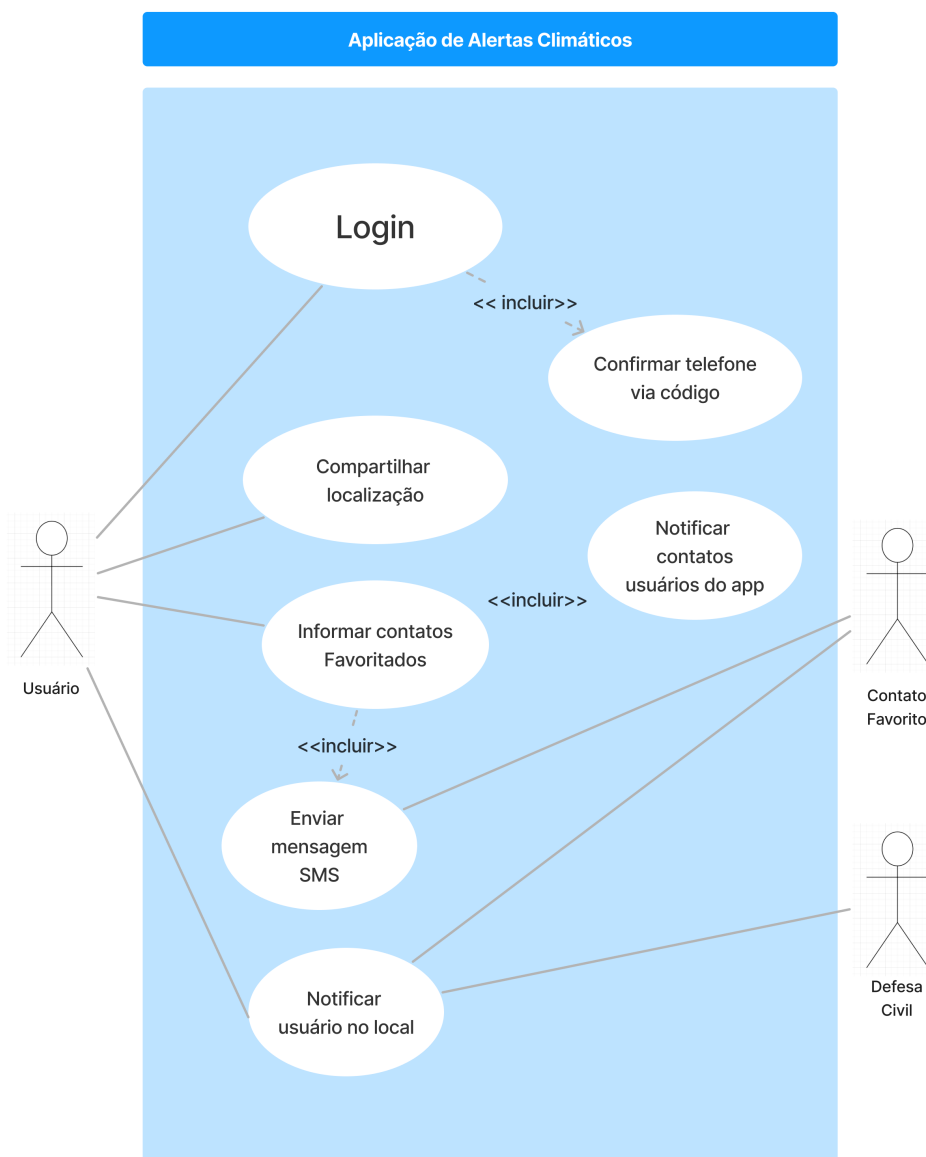 Aplicação de Alertas Climáticos
Login
<< incluir>>
Confirmar telefone
via código
Compartilhar
localização
Notificar
contatos
usuários do app
<<incluir>>
Informar contatos
Favoritados
Usuário
Contato
Favorito
<<incluir>>
Enviar
mensagem
SMS
Defesa
Civil
Notificar
usuário no local